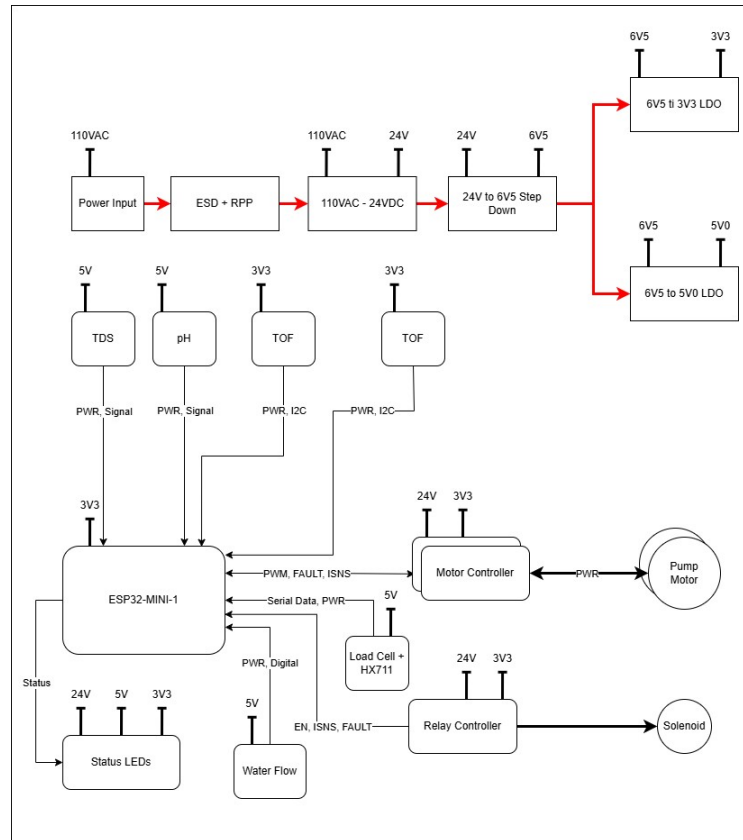 6V5
3V3
6V5 ti 3V3 LDO
110VAC
110VAC
24V
24V
6V5
Power Input
ESD + RPP
110VAC - 24VDC
24V to 6V5 Step
Down
6V5
5V0
6V5 to 5V0 LDO
5V
5V
3V3
3V3
TDS
pH
TOF
TOF
PWR, Signal
PWR, Signal
PWR, I2C
PWR, I2C
3V3
24V
3V3
ESP32-MINI-1
PWM, FAULT, ISNS
Motor Controller
PWR
Pump
Motor
Serial Data, PWR
5V
Load Cell +
HX711
Status
PWR, Digital
24V
3V3
24V
5V
3V3
5V
EN, ISNS, FAULT
Relay Controller
Solenoid
Status LEDs
Water Flow